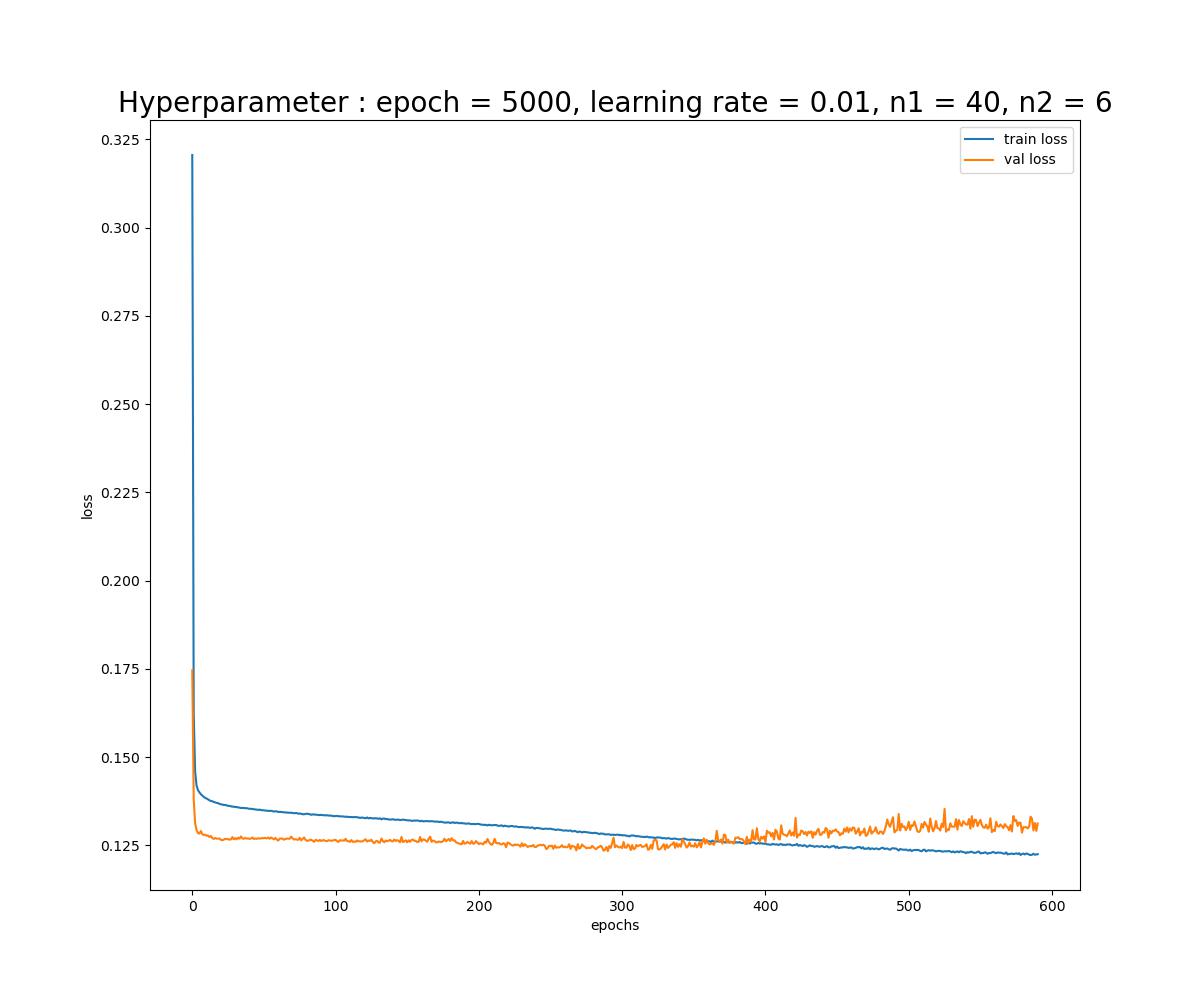 Hyperparameter : epoch = 5000, learning rate = 0.01, n1 = 40, n2 = 6
train loss
val loss
0.325
0.300
0.275
0.250
0.225
0.200
0.175
0.150
0.125
loss
0 100 200 300 400 500 600
epochs